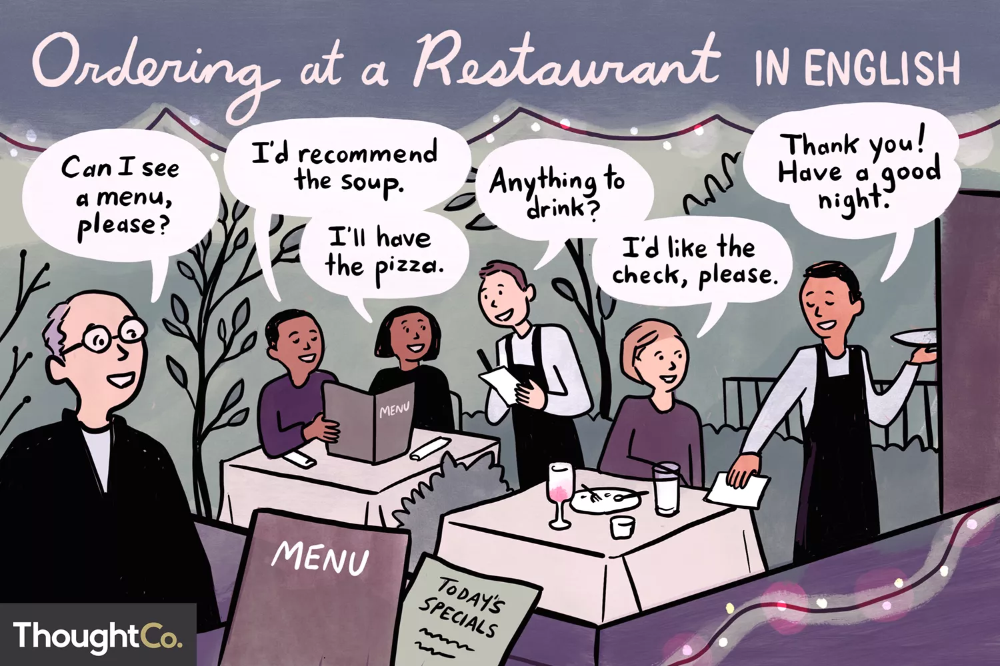 Ordering at a Restaurant IN ENGLISH
Can I see
a menu,
please?
I'd recommend
the soup.
I'll have
the pizza.
Anything to
drink?
I'd like the
check, please.
Thank you!
Have a good
night.
MENU
MENU
TODAY'S
SPECIALS
ThoughtCo.